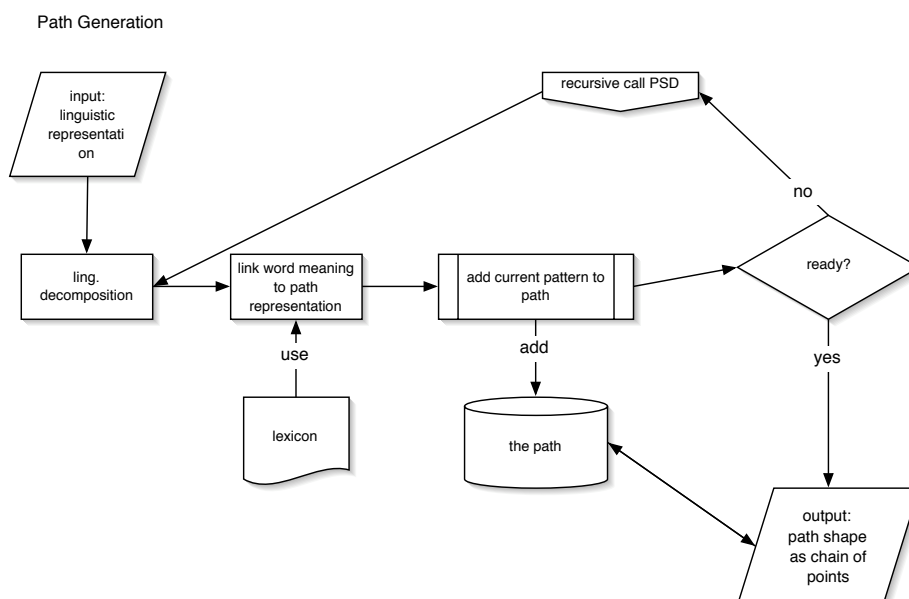 Path Generation
recursive call PSD
input:
linguistic
representati
on
no
ling.
decomposition
link word meaning
to path
representation
add current pattern to
path
ready?
use
add
yes
lexicon
the path
output:
path shape
as chain of
points